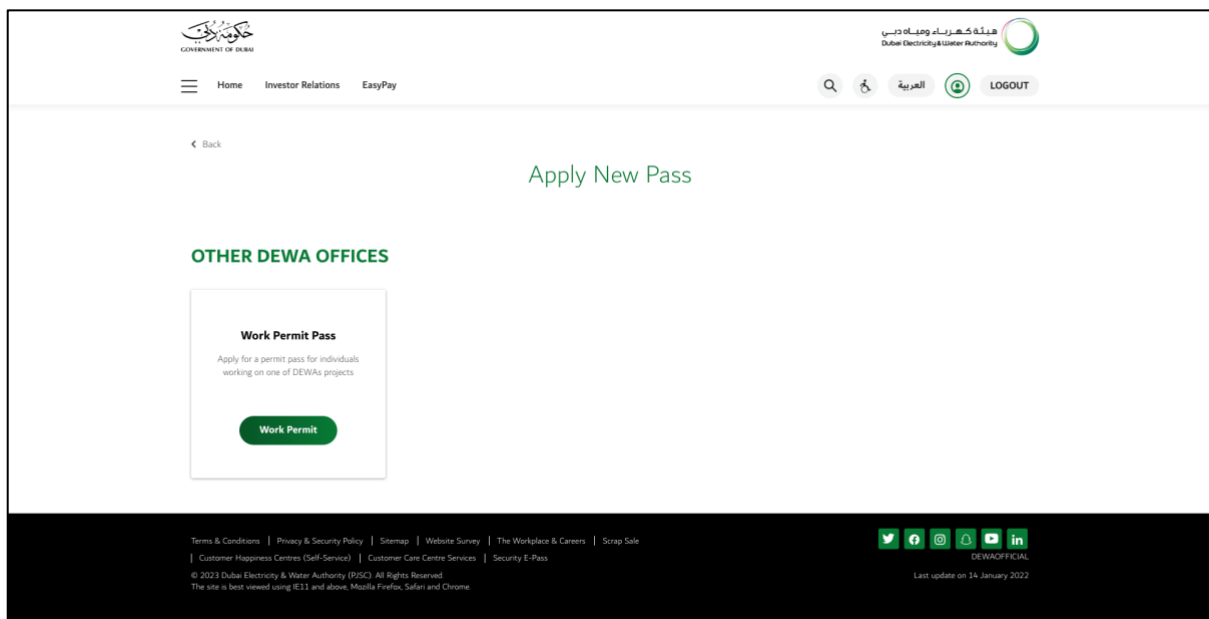 حكومة دبي
GOVERNMENT OF DUBAI
هيئة كهرباء ومياه دبي
Dubai Electricity & Water Authority
Home Investor Relations EasyPay العربية LOGOUT
Back
Apply New Pass
OTHER DEWA OFFICES
Work Permit Pass
Apply for a permit pass for individuals
working on one of DEWAs projects
Work Permit
Terms & Conditions | Privacy & Security Policy | Sitemap | Website Survey | The Workplace & Careers | Scrap Sale
| Customer Happiness Centres (Self-Service) | Customer Care Centre Services | Security E-Pass
DEWAOFFICIAL
© 2023 Dubai Electricity & Water Authority (PJSC). All Rights Reserved.
Last update on 14 January 2022
The site is best viewed using IE11 and above, Mozilla Firefox, Safari and Chrome.